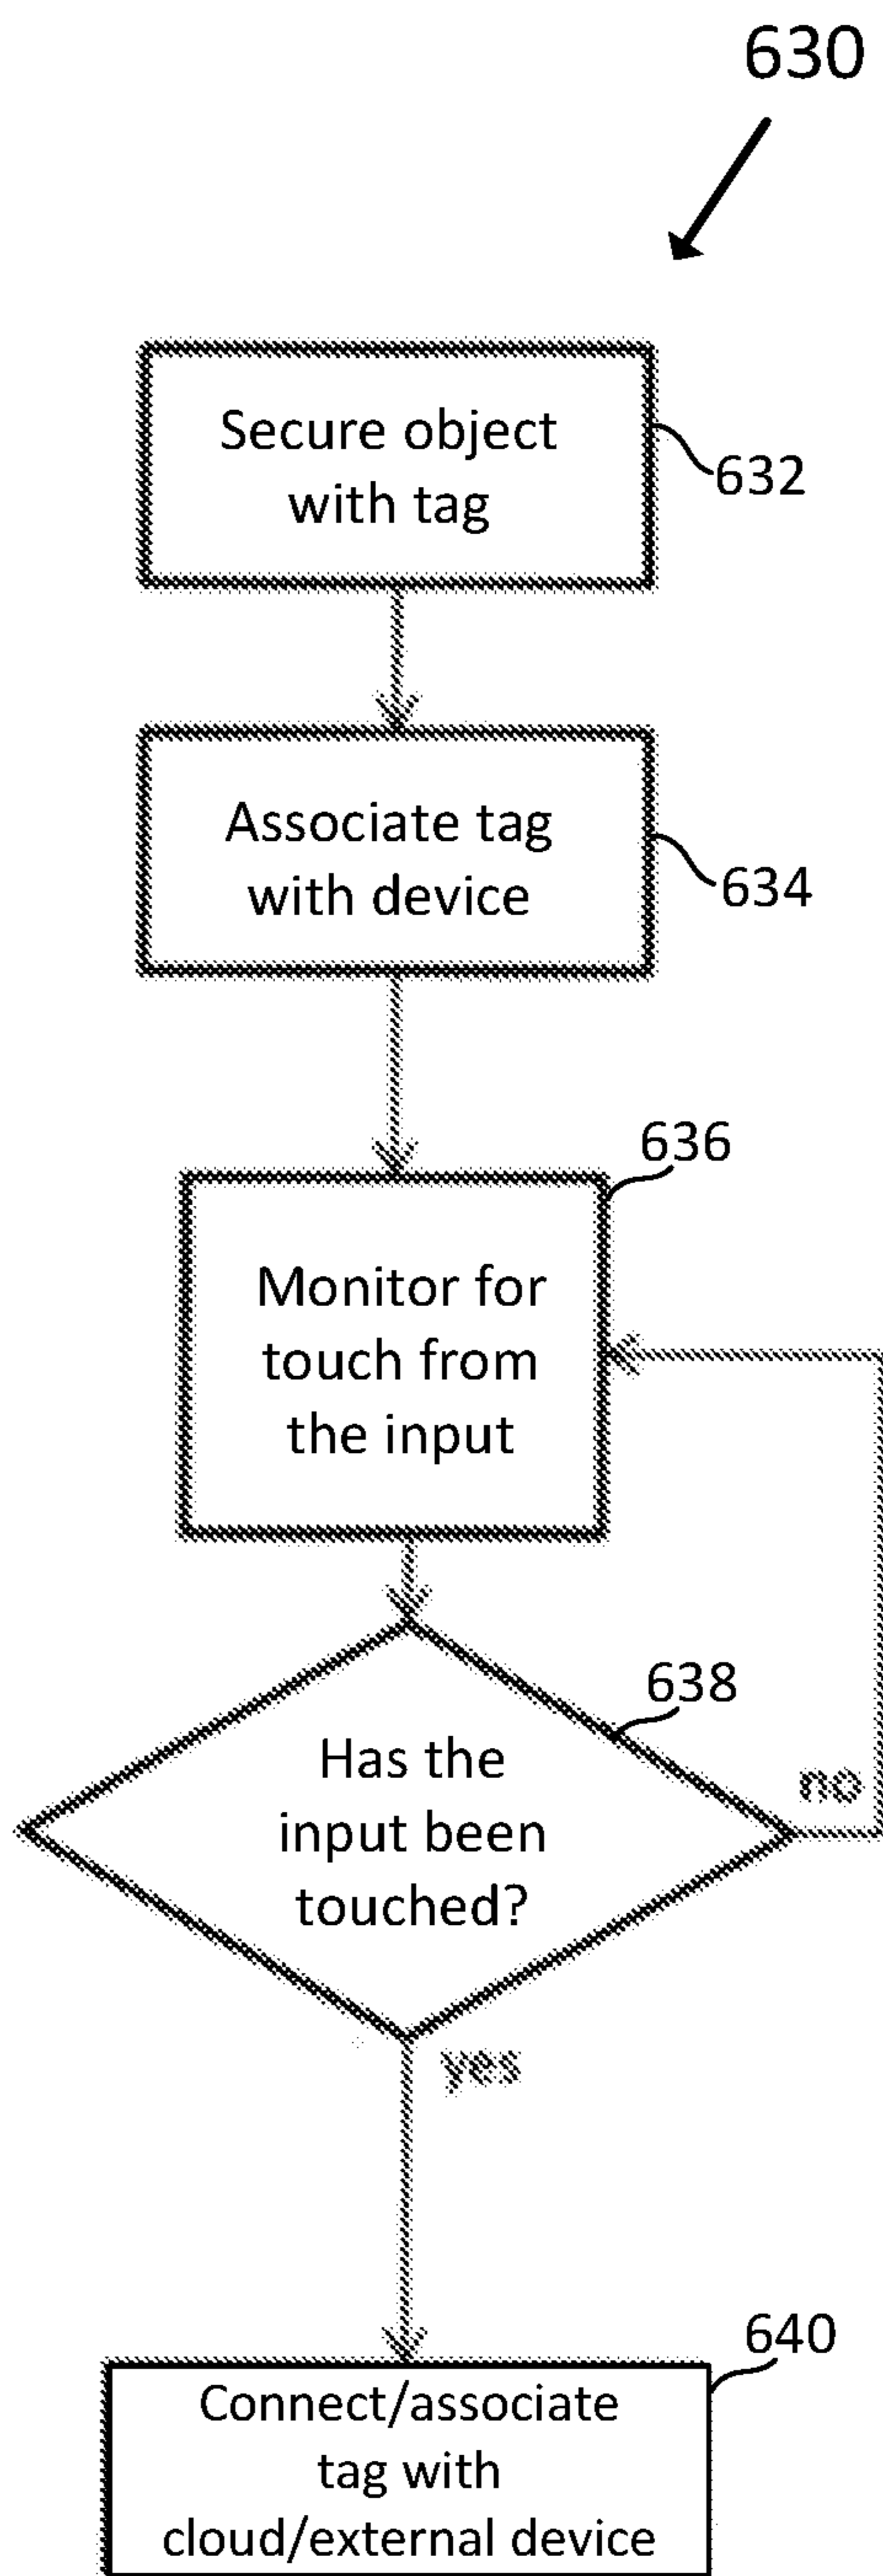 630
Secure object
with tag
632
Associate tag
with device
634
636
Monitor for
touch from
the input
638
Has the
input been
touched?
no
yes
640
Connect/associate
tag with
cloud/external device